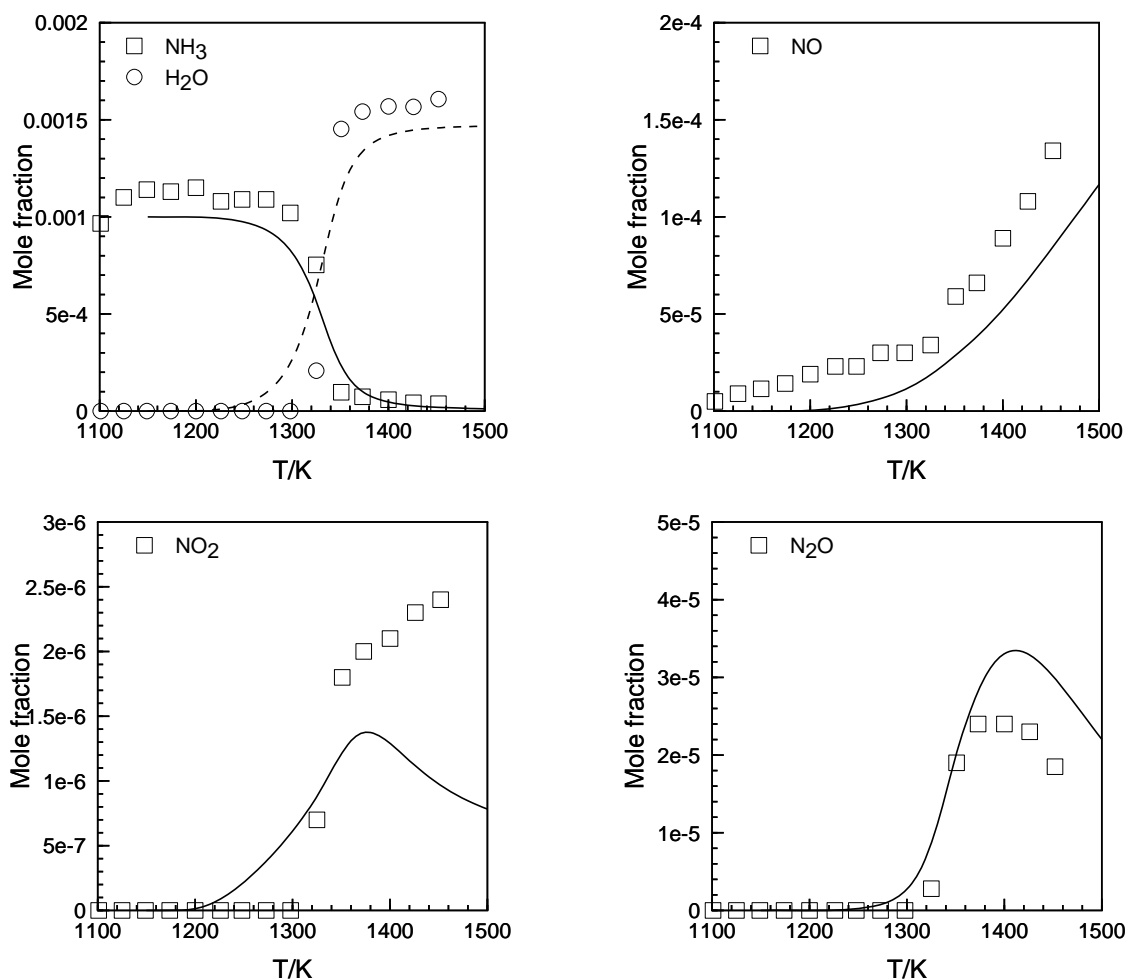 0.002
NH3
H2O
0.0015
0.001
5e-4
0
Mole fraction
1100 1200 1300 1400 1500
T/K
2e-4
NO
1.5e-4
1e-4
5e-5
0
Mole fraction
1100 1200 1300 1400 1500
T/K
3e-6
NO2
2.5e-6
2e-6
1.5e-6
1e-6
5e-7
0
Mole fraction
1100 1200 1300 1400 1500
T/K
5e-5
N2O
4e-5
3e-5
2e-5
1e-5
0
Mole fraction
1100 1200 1300 1400 1500
T/K